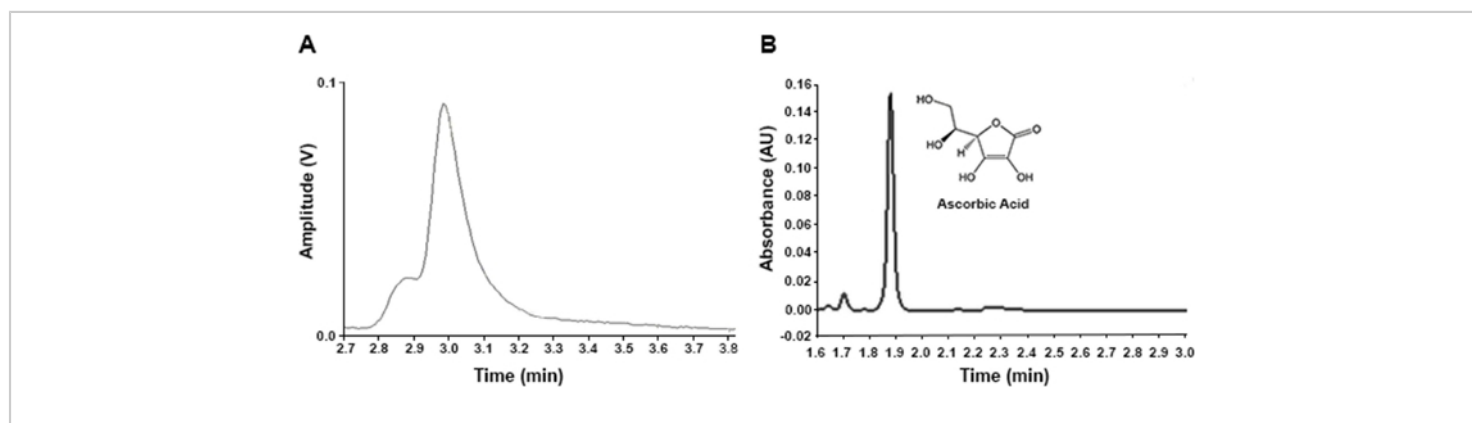 A
0.1
Amplitude (V)
0.0
2.7 2.8 2.9 3.0 3.1 3.2 3.3 3.4 3.5 3.6 3.7 3.8
Time (min)
B
0.16
0.14
0.12
0.10
0.08
0.06
0.04
0.02
0.00
-0.02
Absorbance (AU)
HO
HO
H
O
O
HO
OH
Ascorbic Acid
1.6 1.7 1.8 1.9 2.0 2.1 2.2 2.3 2.4 2.5 2.6 2.7 2.8 2.9 3.0
Time (min)